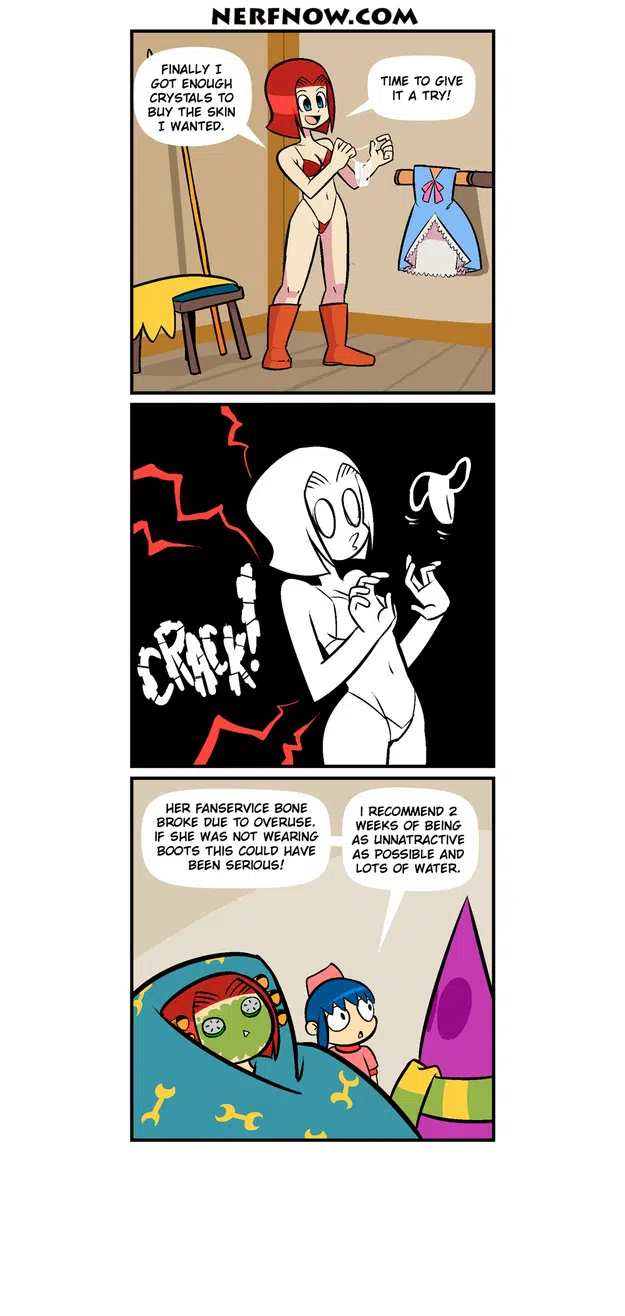 NERFNOW.COM
FINALLY I
GOT ENOUGH
CRYSTALS TO
BUY THE SKIN
I WANTED.
TIME TO GIVE
IT A TRY!
CRACK!
HER FANSERVICE BONE
BROKE DUE TO OVERUSE.
IF SHE WAS NOT WEARING
BOOTS THIS COULD HAVE
BEEN SERIOUS!
I RECOMMEND 2
WEEKS OF BEING
AS UNNATRACTIVE
AS POSSIBLE AND
LOTS OF WATER.